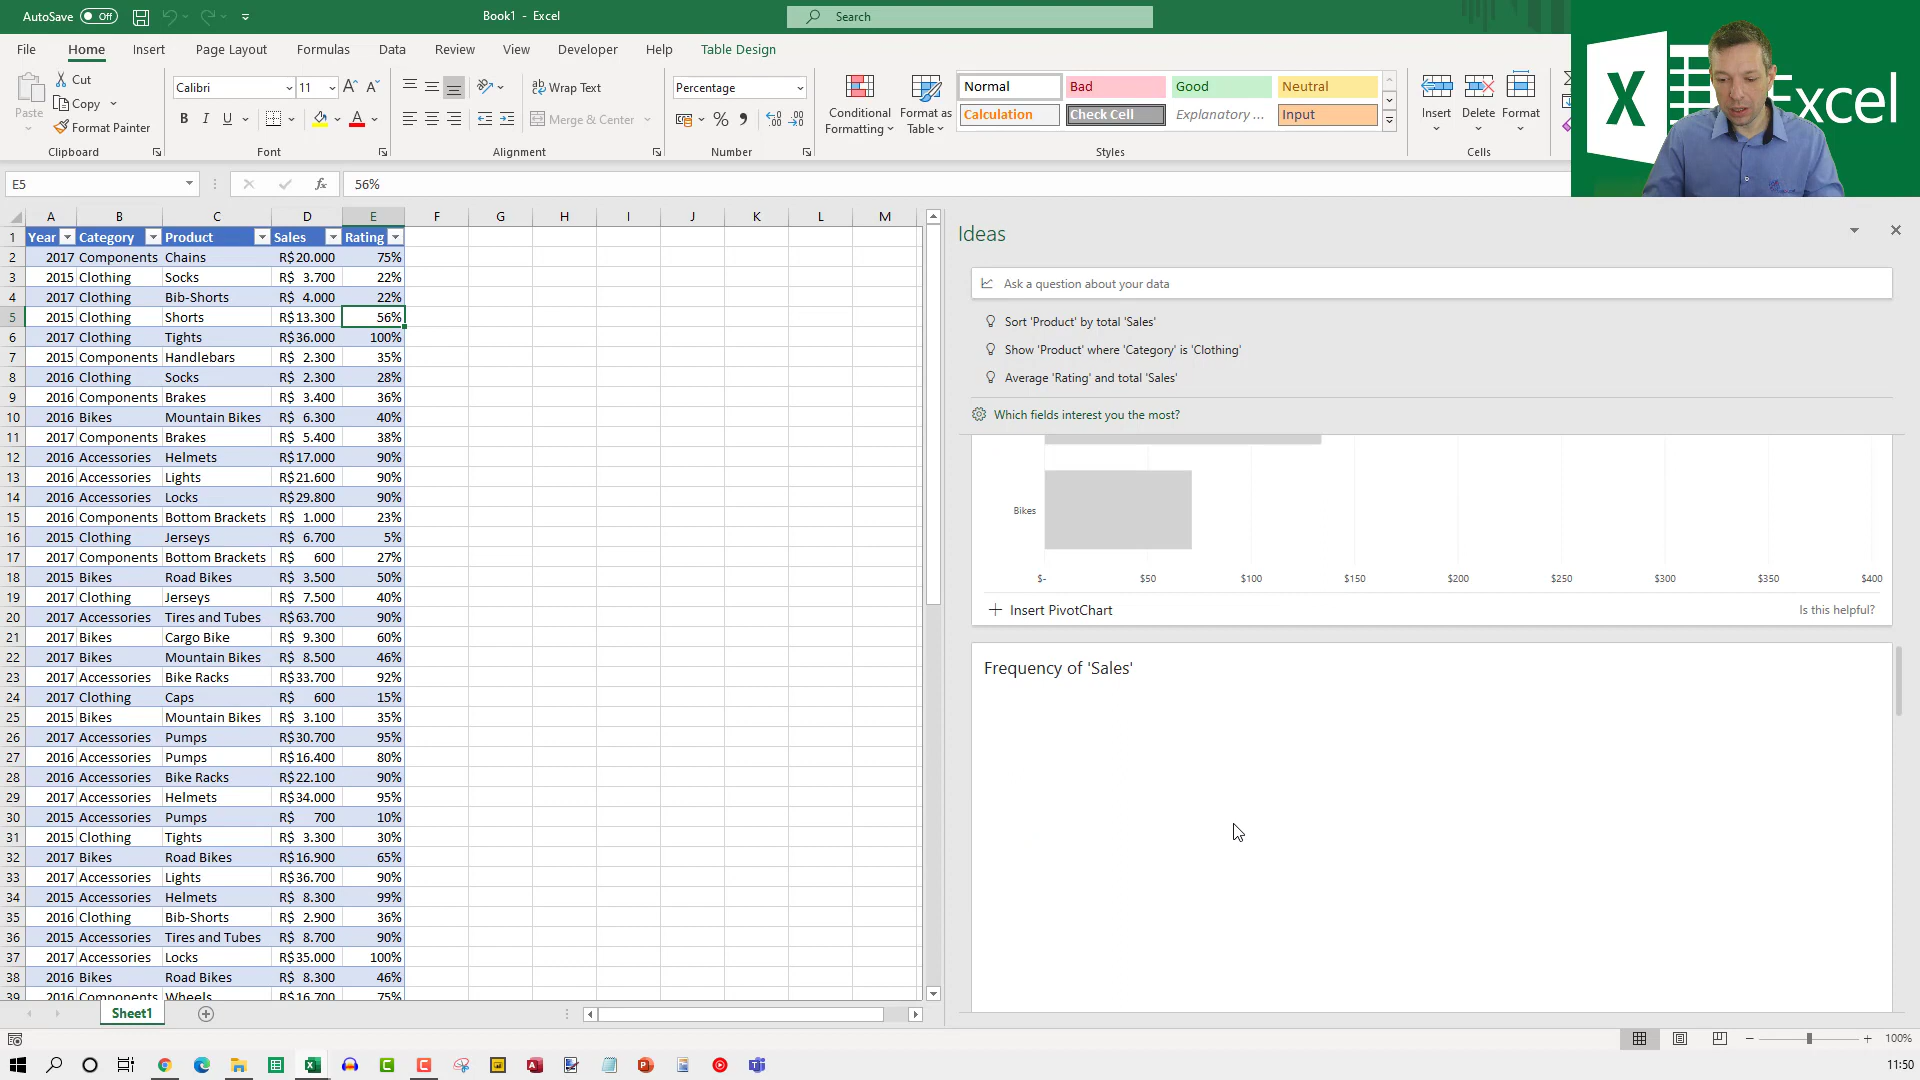 AutoSave Off
Book1 - Excel
Search
File Home Insert Page Layout Formulas Data Review View Developer Help Table Design
Paste
Cut
Copy
Format Painter
Clipboard
Calibri 11
B I U
Font
Wrap Text
Merge & Center
Alignment
Percentage
Number
Conditional Formatting
Format as Table
Normal Bad Good Neutral
Calculation Check Cell Explanatory ... Input
Styles
Insert Delete Format
Cells
X Excel
E5 fx 56%
A B C D E F G H I J K L M
1 Year Category Product Sales Rating
2 2017 Components Chains R$20.000 75%
3 2015 Clothing Socks R$ 3.700 22%
4 2017 Clothing Bib-Shorts R$ 4.000 22%
5 2015 Clothing Shorts R$13.300 56%
6 2017 Clothing Tights R$36.000 100%
7 2015 Components Handlebars R$ 2.300 35%
8 2016 Clothing Socks R$ 2.300 28%
9 2016 Components Brakes R$ 3.400 36%
10 2016 Bikes Mountain Bikes R$ 6.300 40%
11 2017 Components Brakes R$ 5.400 38%
12 2016 Accessories Helmets R$17.000 90%
13 2016 Accessories Lights R$21.600 90%
14 2016 Accessories Locks R$29.800 90%
15 2016 Components Bottom Brackets R$ 1.000 23%
16 2015 Clothing Jerseys R$ 6.700 5%
17 2017 Components Bottom Brackets R$ 600 27%
18 2015 Bikes Road Bikes R$ 3.500 50%
19 2017 Clothing Jerseys R$ 7.500 40%
20 2017 Accessories Tires and Tubes R$63.700 90%
21 2017 Bikes Cargo Bike R$ 9.300 60%
22 2017 Bikes Mountain Bikes R$ 8.500 46%
23 2017 Accessories Bike Racks R$33.700 92%
24 2017 Clothing Caps R$ 600 15%
25 2015 Bikes Mountain Bikes R$ 3.100 35%
26 2017 Accessories Pumps R$30.700 95%
27 2016 Accessories Pumps R$16.400 80%
28 2016 Accessories Bike Racks R$22.100 90%
29 2017 Accessories Helmets R$34.000 95%
30 2015 Accessories Pumps R$ 700 10%
31 2015 Clothing Tights R$ 3.300 30%
32 2017 Bikes Road Bikes R$16.900 65%
33 2017 Accessories Lights R$36.700 90%
34 2015 Accessories Helmets R$ 8.300 99%
35 2016 Clothing Bib-Shorts R$ 2.900 36%
36 2015 Accessories Tires and Tubes R$ 8.700 90%
37 2017 Accessories Locks R$35.000 100%
38 2016 Bikes Road Bikes R$ 8.300 46%
39 2016 Components Wheels R$16.700 75%
Sheet1
Ideas
Ask a question about your data
Sort 'Product' by total 'Sales'
Show 'Product' where 'Category' is 'Clothing'
Average 'Rating' and total 'Sales'
Which fields interest you the most?
Bikes
$- $50 $100 $150 $200 $250 $300 $350 $400
Insert PivotChart
Is this helpful?
Frequency of 'Sales'
100%
11:50